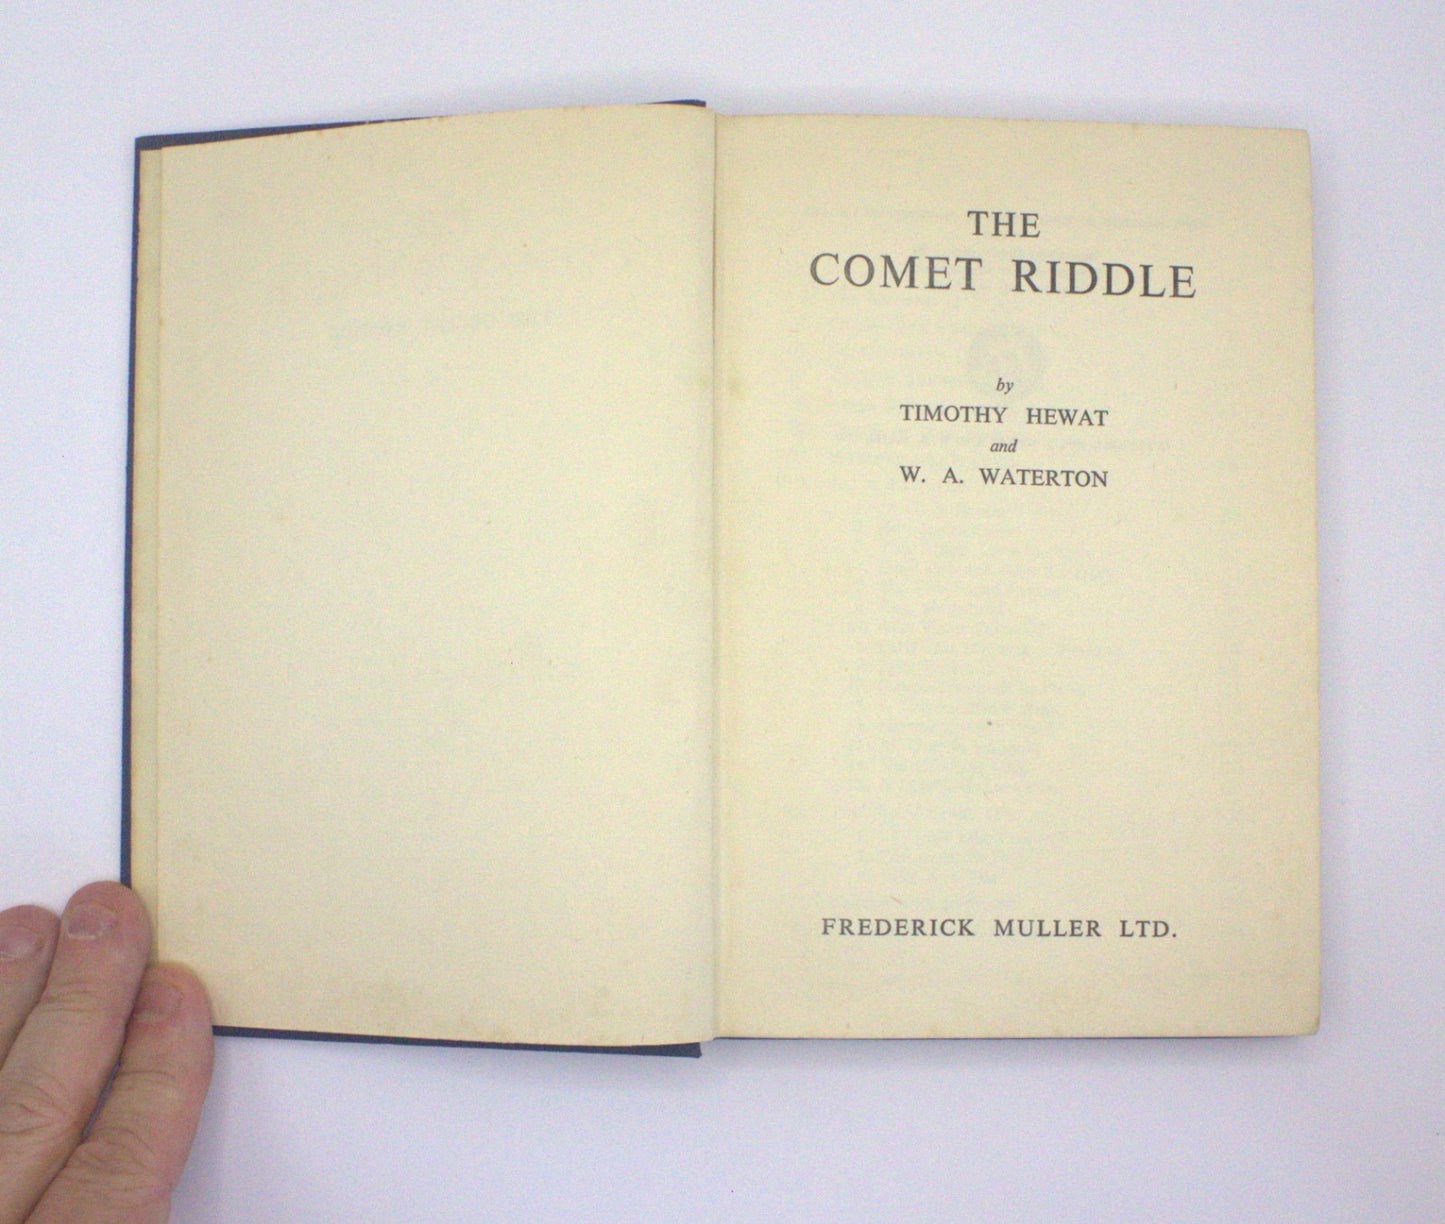 THE
COMET RIDDLE
by
TIMOTHY HEWAT
and
W. A. WATERTON
FREDERICK MULLER LTD.